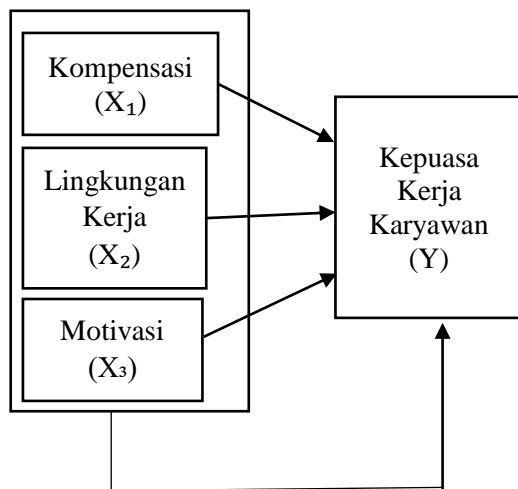 Kompensasi
(X₁)
Lingkungan
Kerja
(X₂)
Motivasi
(X₃)
Kepuasa
Kerja
Karyawan
(Y)